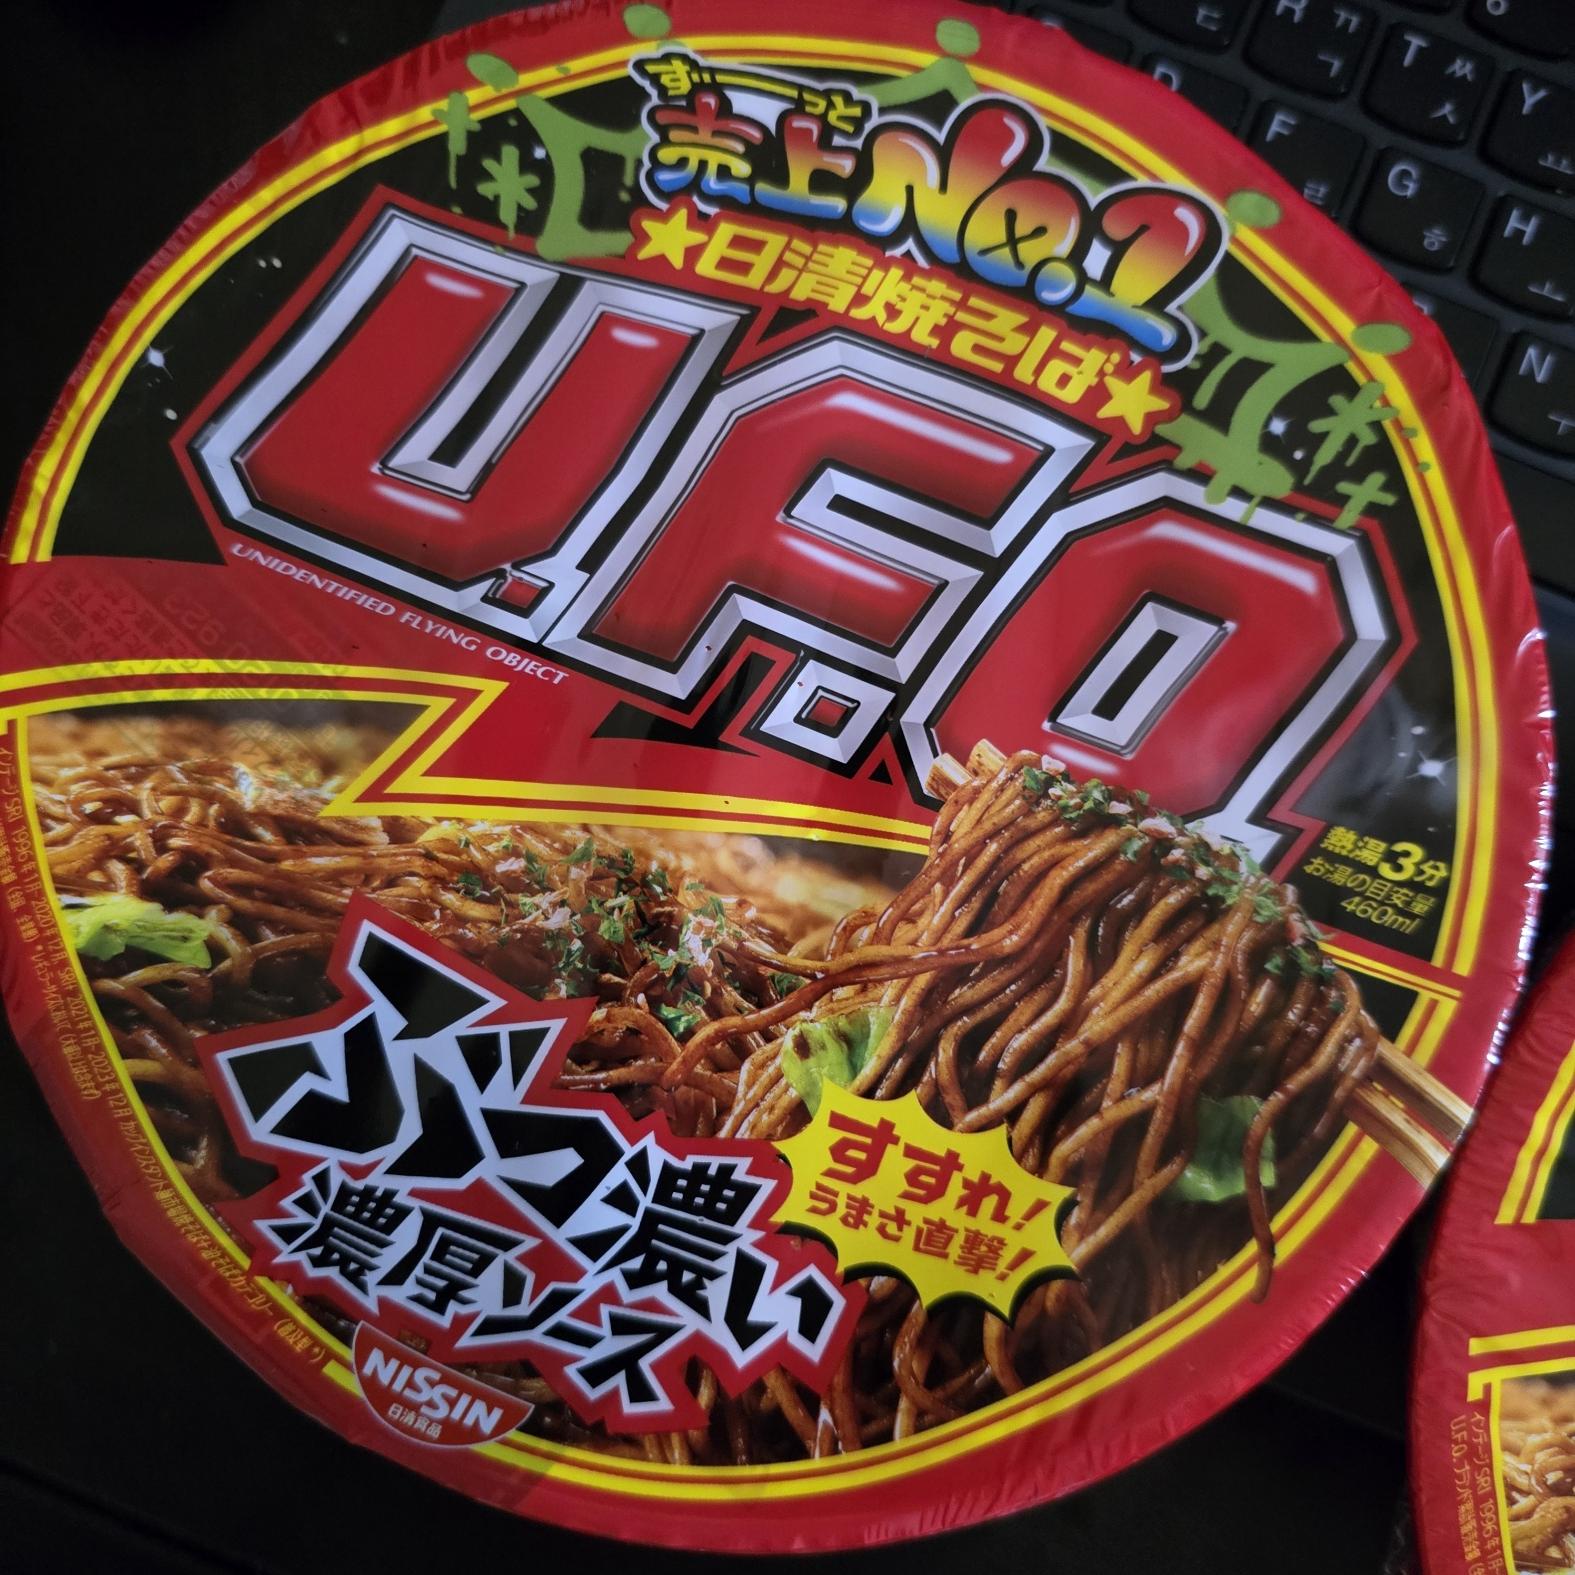 ずーっと
売上No.1
★日清焼そば★
U.F.O.
UNIDENTIFIED FLYING OBJECT
熱湯3分
お湯の目安量
460ml
ぶっ濃い
濃厚ソース
すすれ!
うまさ直撃!
NISSIN
日清食品
F
G
H
T
Y
N
ㄹ
ㅎ
ㅗ
ㅅ
ㅆ
ㅛ
ㅜ
ㄱ
ㄲ
ㄷ